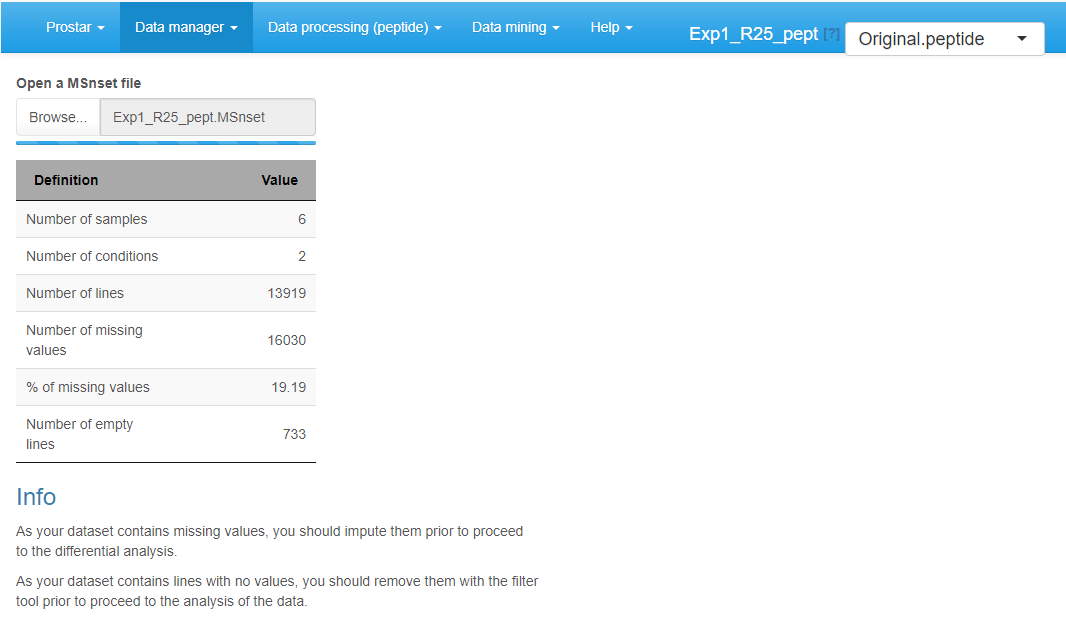 Prostar Data manager Data processing (peptide) Data mining Help Exp1_R25_pept [?] Original.peptide
Open a MSnset file
Browse... Exp1_R25_pept.MSnset
Definition Value
Number of samples 6
Number of conditions 2
Number of lines 13919
Number of missing
values 16030
% of missing values 19.19
Number of empty
lines 733
Info
As your dataset contains missing values, you should impute them prior to proceed
to the differential analysis.
As your dataset contains lines with no values, you should remove them with the filter
tool prior to proceed to the analysis of the data.